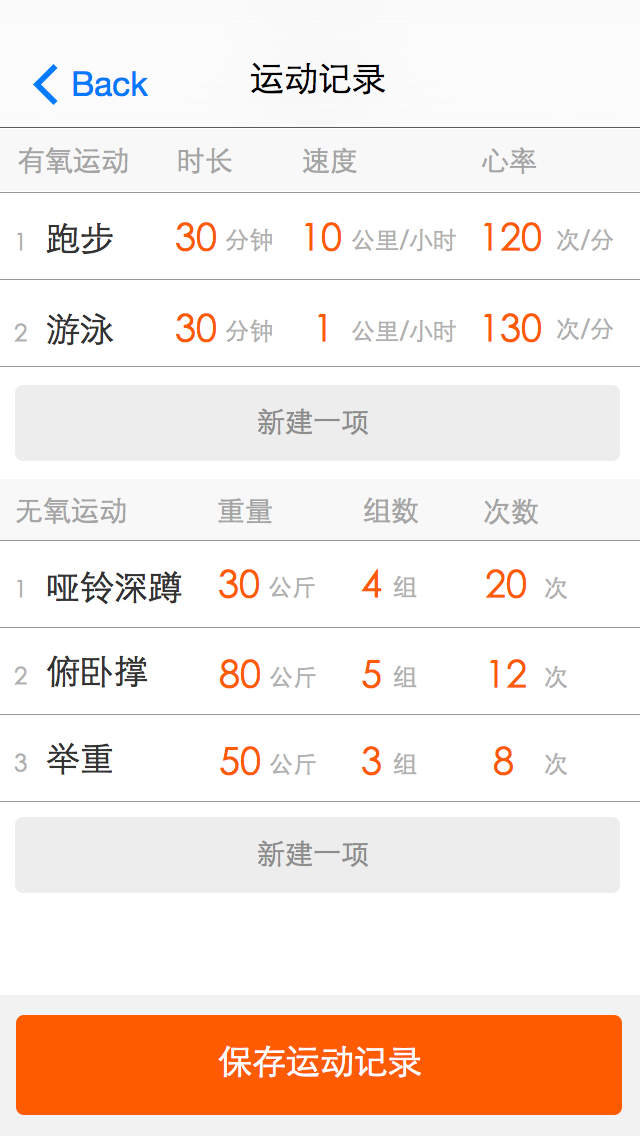 Back 运动记录
有氧运动 时长 速度 心率
1 跑步 30 分钟 10 公里/小时 120 次/分
2 游泳 30 分钟 1 公里/小时 130 次/分
新建一项
无氧运动 重量 组数 次数
1 哑铃深蹲 30 公斤 4 组 20 次
2 俯卧撑 80 公斤 5 组 12 次
3 举重 50 公斤 3 组 8 次
新建一项
保存运动记录